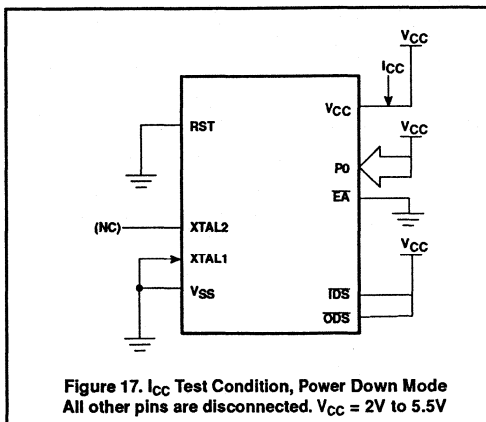 VCC
ICC
VCC
RST
VCC
P0
EA
(NC)
XTAL2
VCC
XTAL1
VSS
IDS
ODS
Figure 17. ICC Test Condition, Power Down Mode
All other pins are disconnected. VCC = 2V to 5.5V